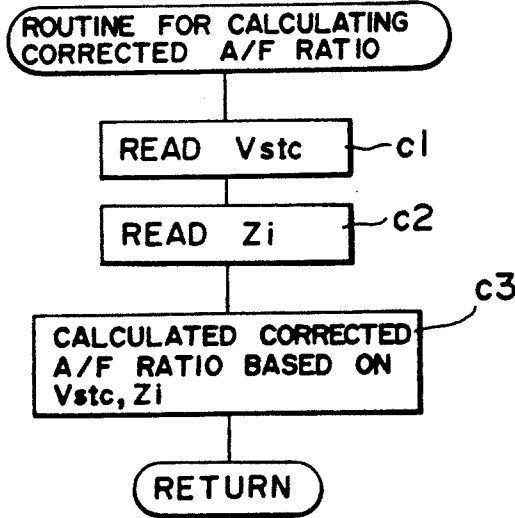 ROUTINE FOR CALCULATING
CORRECTED A/F RATIO
READ Vstc
c1
READ Zi
c2
c3
CALCULATED CORRECTED
A/F RATIO BASED ON
Vstc, Zi
RETURN